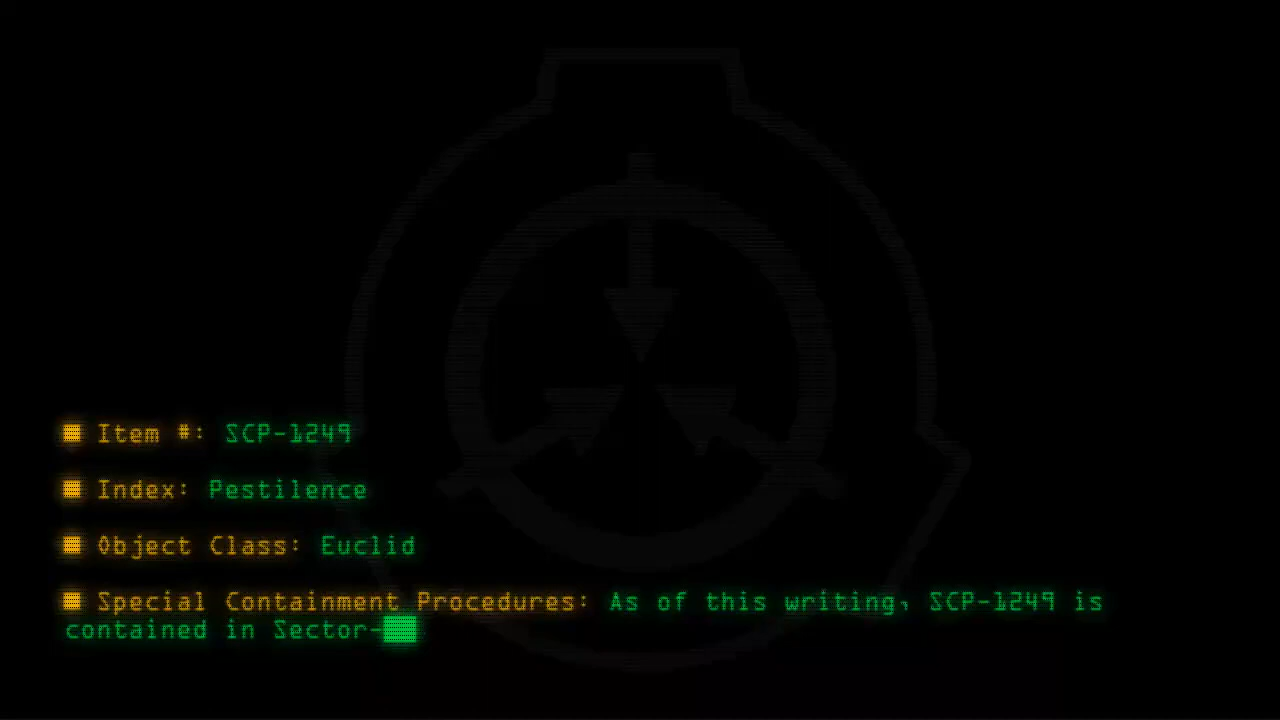 ■ Item #: SCP-1249
■ Index: Pestilence
■ Object Class: Euclid
■ Special Containment Procedures: As of this writing, SCP-1249 is
contained in Sector-██